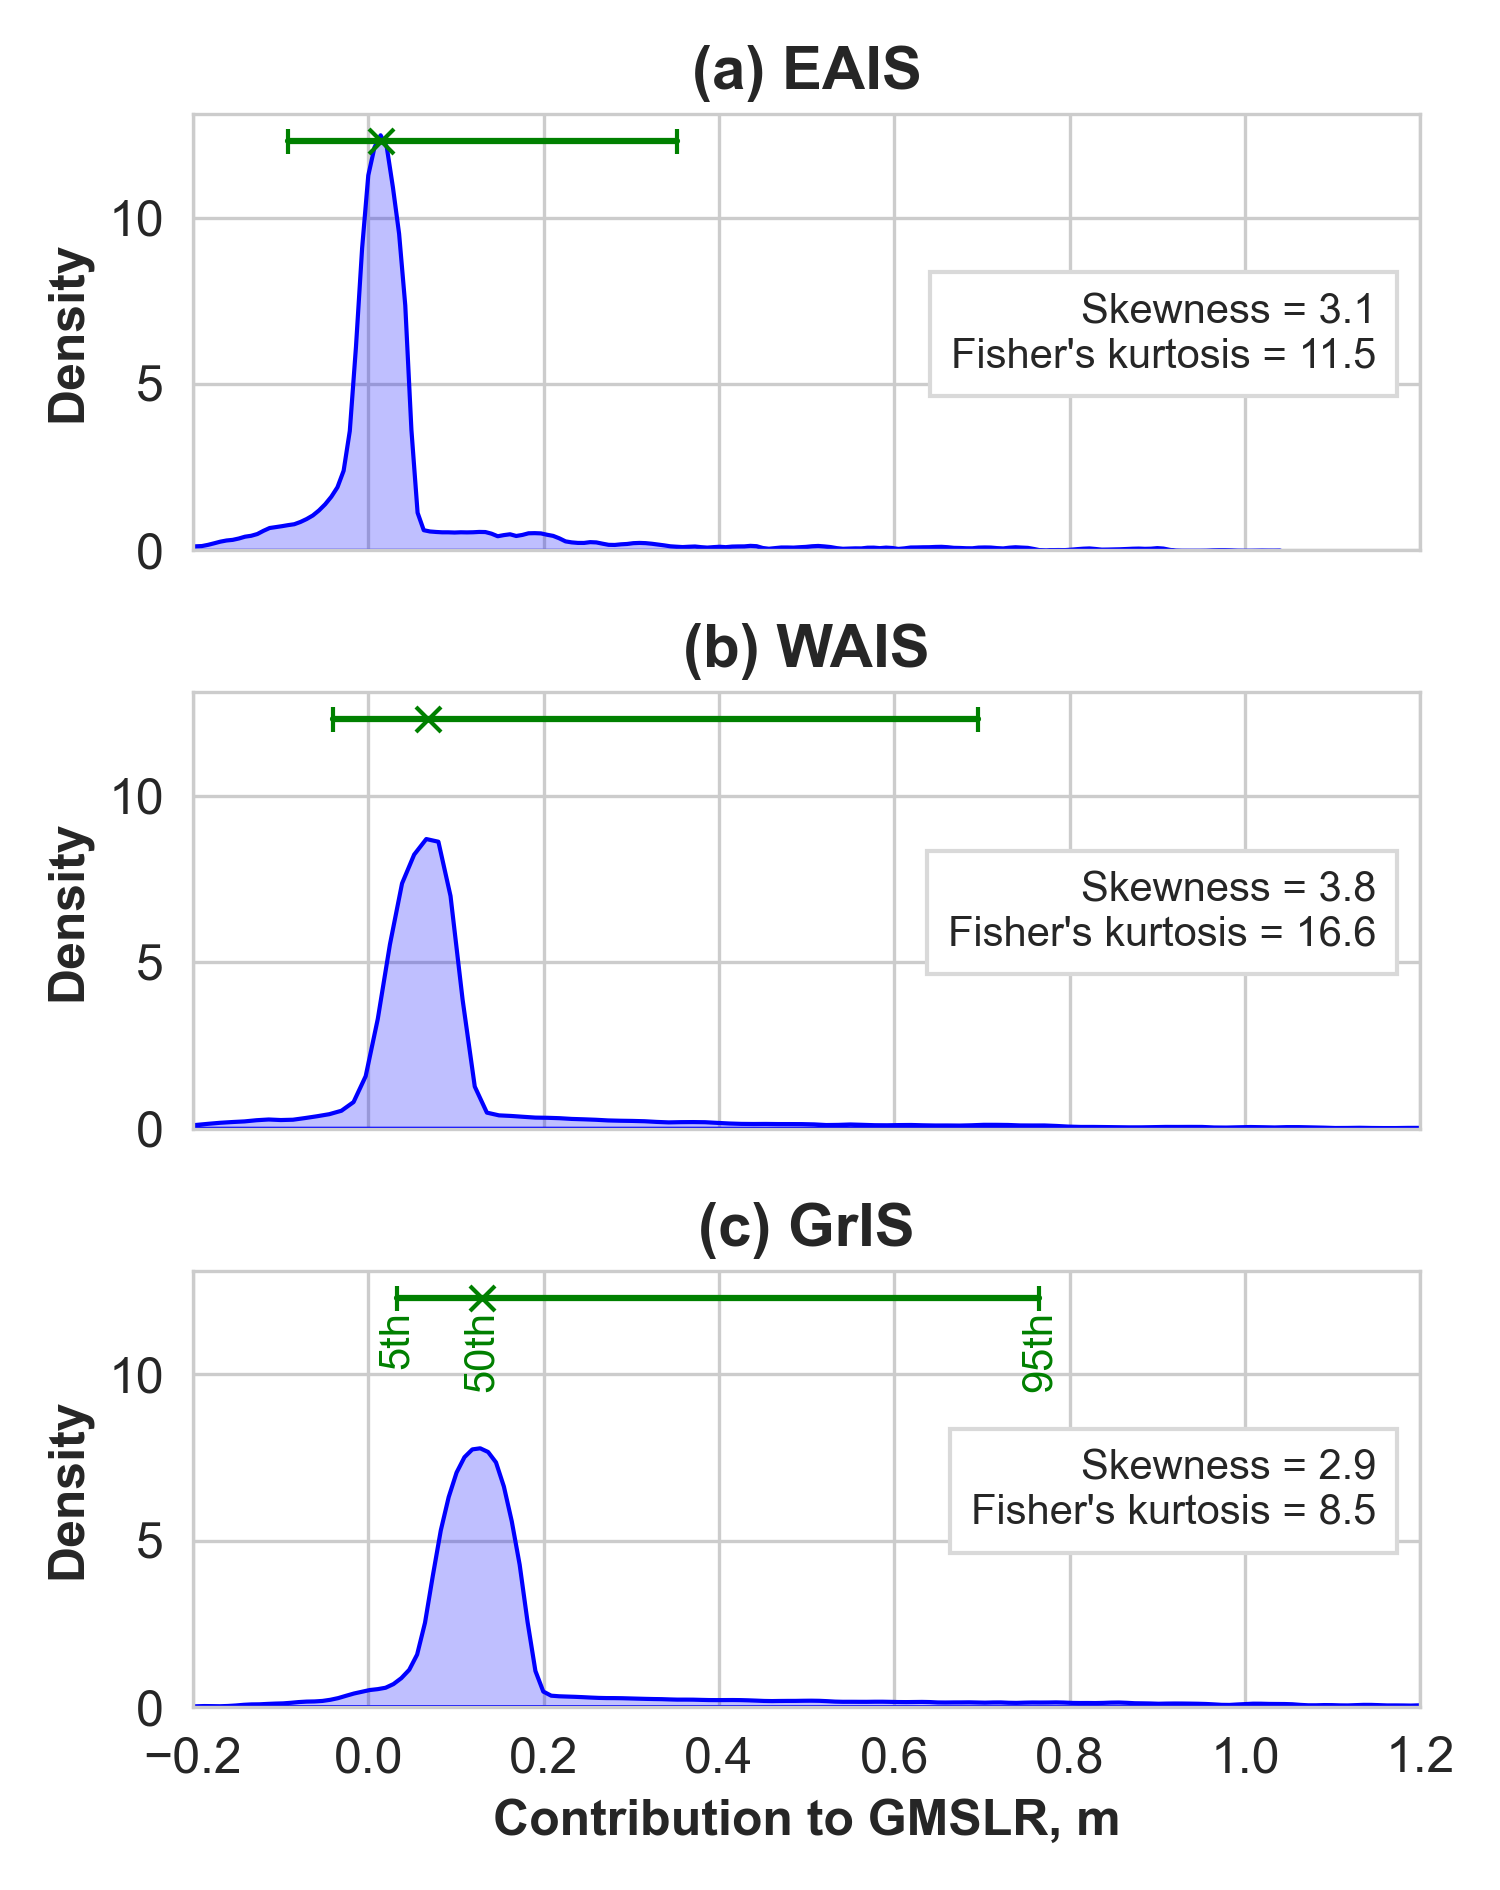 (a) EAIS
Density
10
5
0
Skewness = 3.1
Fisher's kurtosis = 11.5
(b) WAIS
Density
10
5
0
Skewness = 3.8
Fisher's kurtosis = 16.6
(c) GrIS
Density
10
5
0
5th
50th
95th
Skewness = 2.9
Fisher's kurtosis = 8.5
−0.2 0.0 0.2 0.4 0.6 0.8 1.0 1.2
Contribution to GMSLR, m